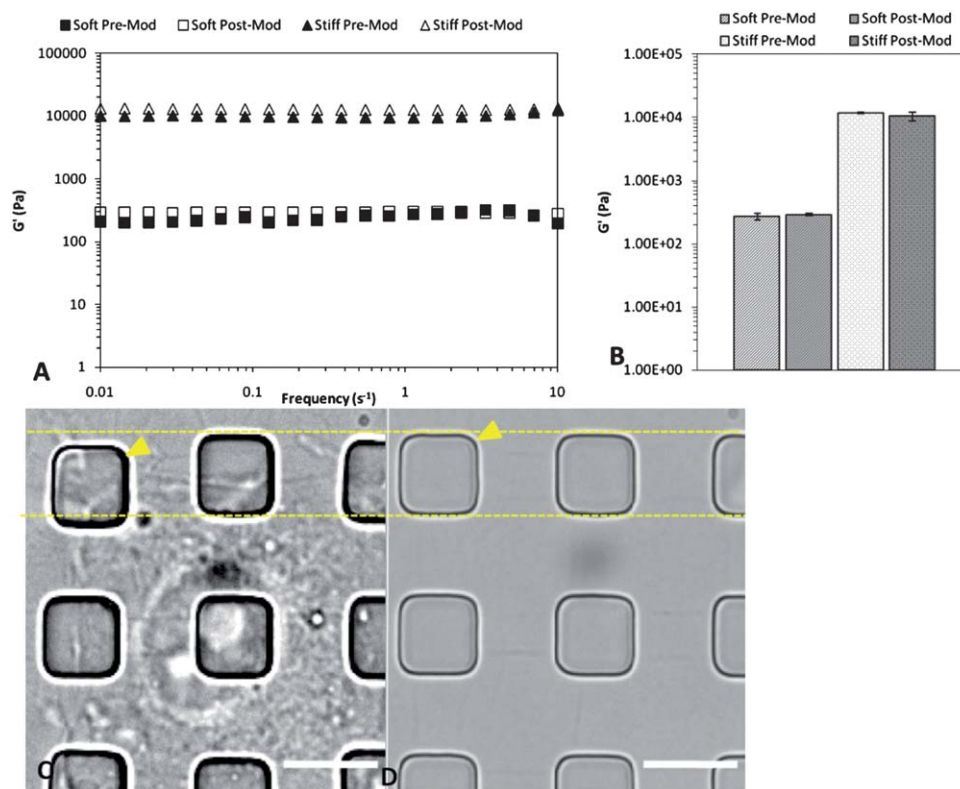 Soft Pre-Mod Soft Post-Mod Stiff Pre-Mod Stiff Post-Mod
100000
10000
1000
100
10
1
G' (Pa)
0.01 0.1 1 10
Frequency (s-1)
A
Soft Pre-Mod Soft Post-Mod
Stiff Pre-Mod Stiff Post-Mod
1.00E+05
1.00E+04
1.00E+03
1.00E+02
1.00E+01
1.00E+00
G' (Pa)
B
C
D